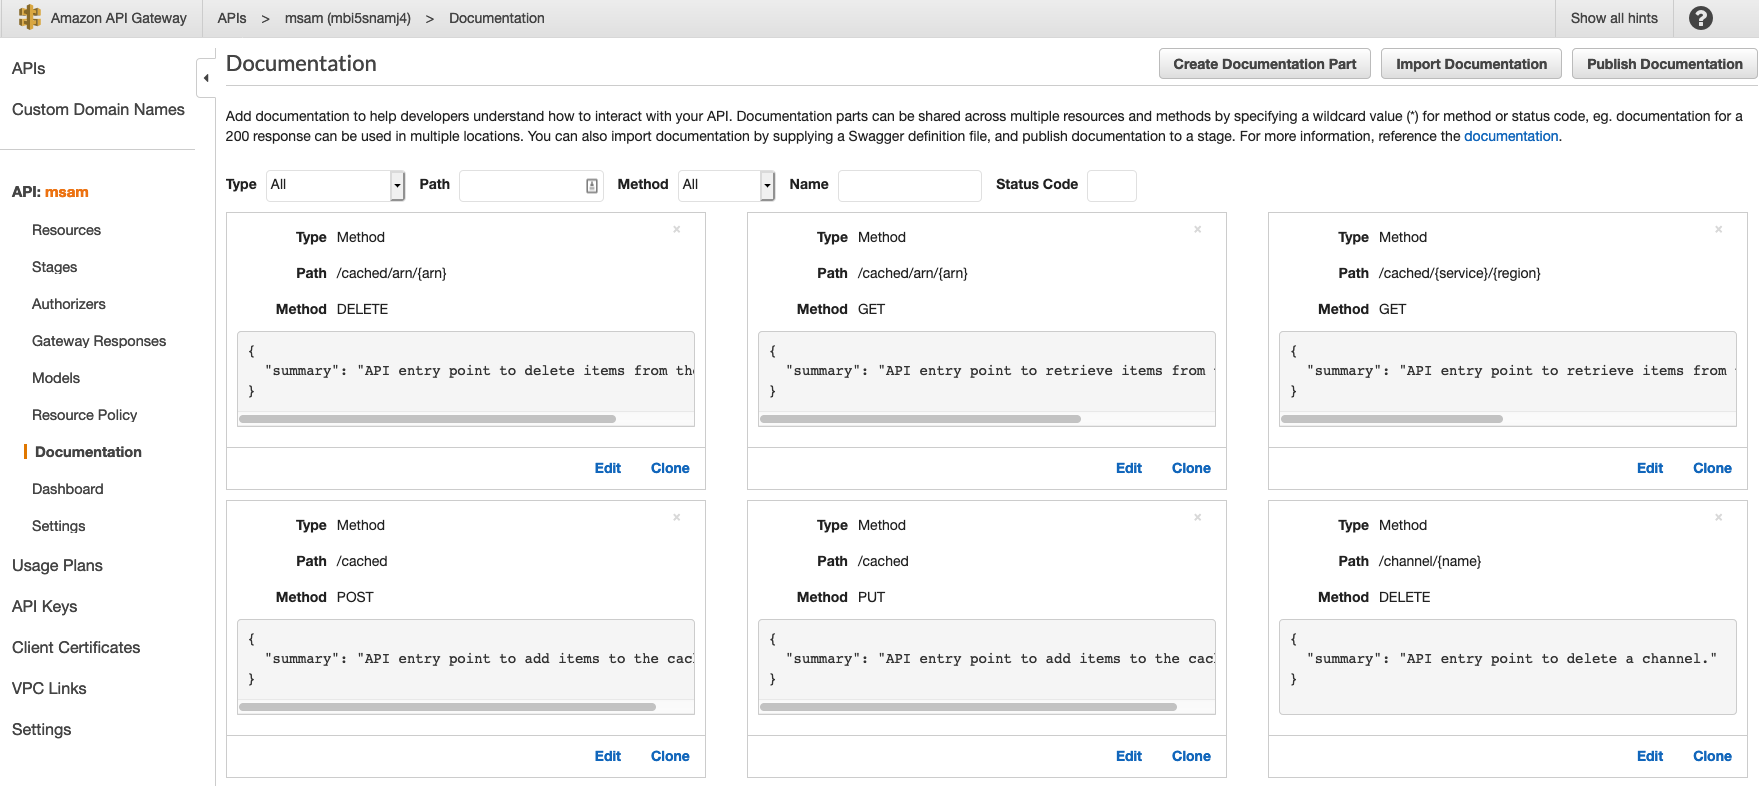 Amazon API Gateway
APIs > msam (mbi5snamj4) > Documentation
Show all hints
?
APIs
Custom Domain Names
API: msam
Resources
Stages
Authorizers
Gateway Responses
Models
Resource Policy
Documentation
Dashboard
Settings
Usage Plans
API Keys
Client Certificates
VPC Links
Settings
Documentation
Create Documentation Part
Import Documentation
Publish Documentation
Add documentation to help developers understand how to interact with your API. Documentation parts can be shared across multiple resources and methods by specifying a wildcard value (*) for method or status code, eg. documentation for a
200 response can be used in multiple locations. You can also import documentation by supplying a Swagger definition file, and publish documentation to a stage. For more information, reference the documentation.
Type All Path Method All Name Status Code
Type Method
Path /cached/arn/{arn}
Method DELETE
{
"summary": "API entry point to delete items from the
}
Edit Clone
Type Method
Path /cached/arn/{arn}
Method GET
{
"summary": "API entry point to retrieve items from
}
Edit Clone
Type Method
Path /cached/{service}/{region}
Method GET
{
"summary": "API entry point to retrieve items from
}
Edit Clone
Type Method
Path /cached
Method POST
{
"summary": "API entry point to add items to the cac
}
Edit Clone
Type Method
Path /cached
Method PUT
{
"summary": "API entry point to add items to the cac
}
Edit Clone
Type Method
Path /channel/{name}
Method DELETE
{
"summary": "API entry point to delete a channel."
}
Edit Clone